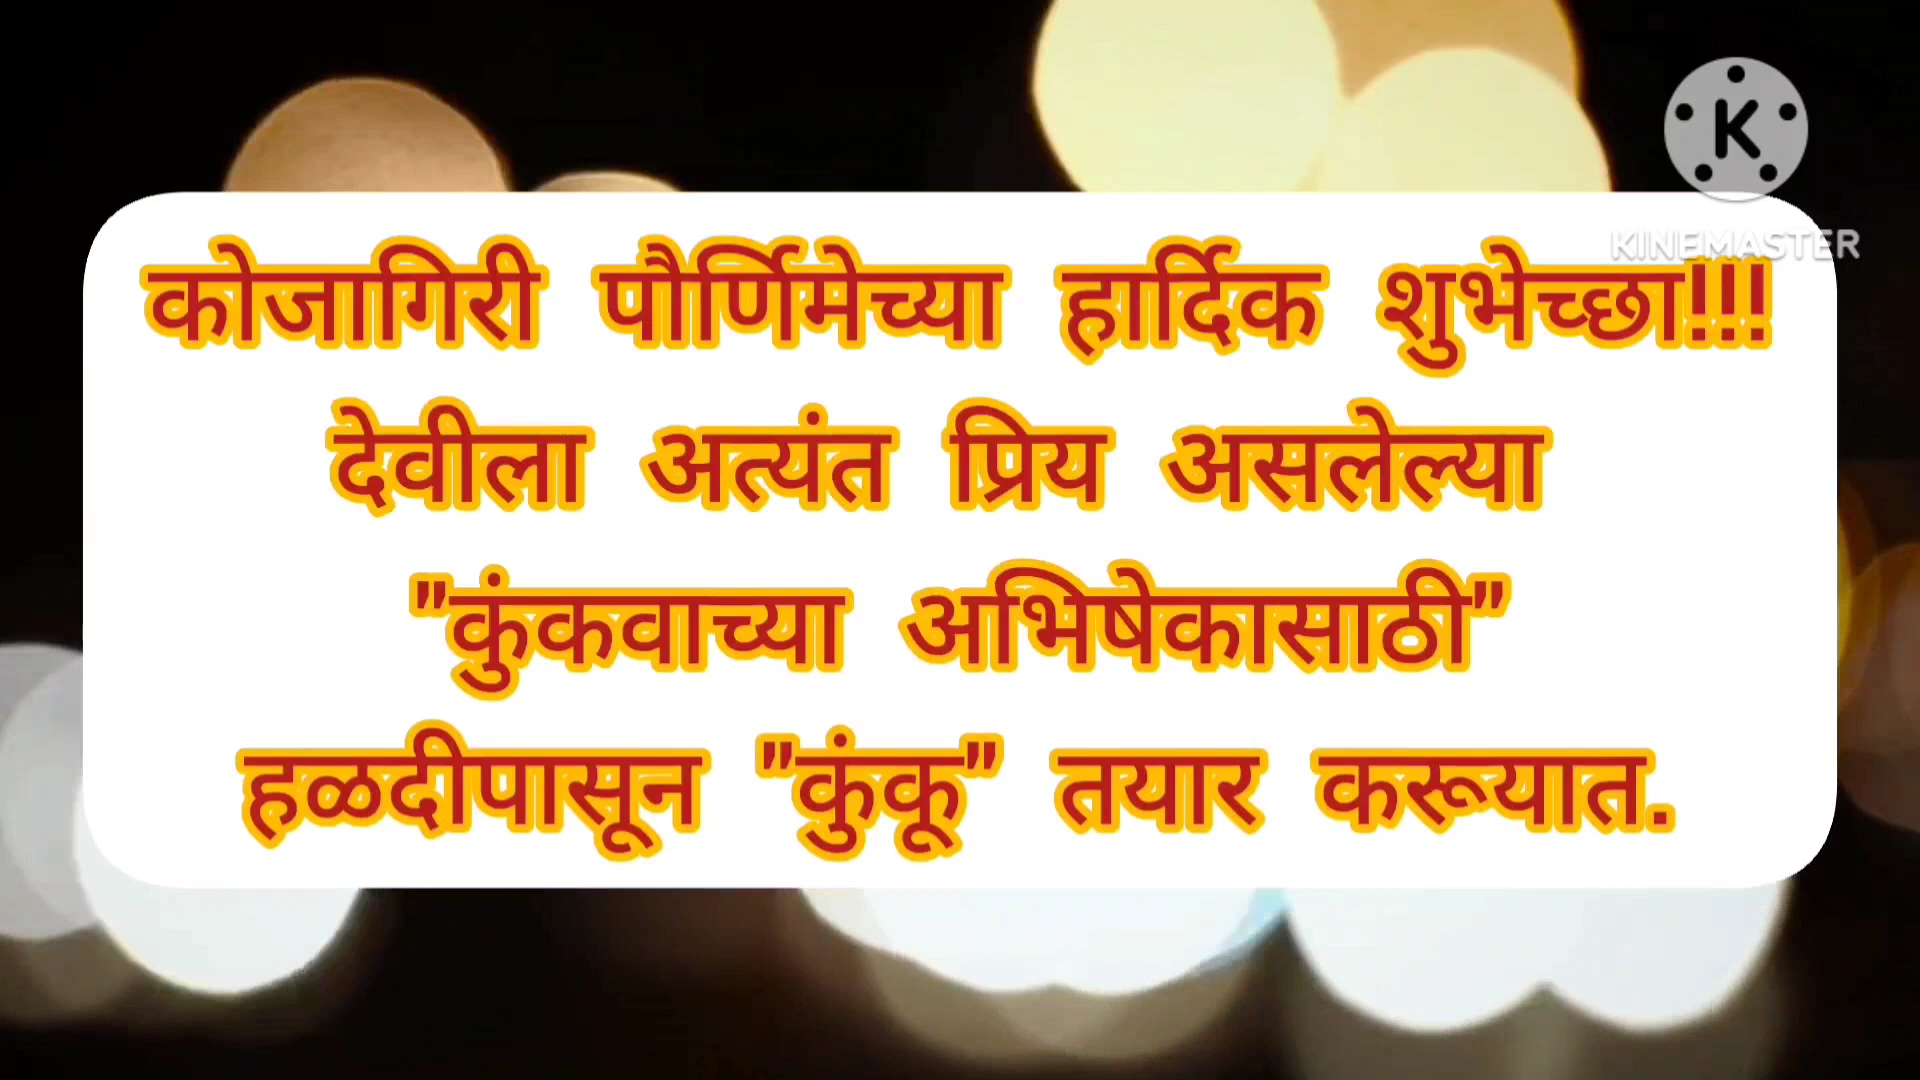 K
KINEMASTER
कोजागिरी पौर्णिमेच्या हार्दिक शुभेच्छा!!!
देवीला अत्यंत प्रिय असलेल्या
"कुंकवाच्या अभिषेकासाठी"
हळदीपासून "कुंकू" तयार करूयात.